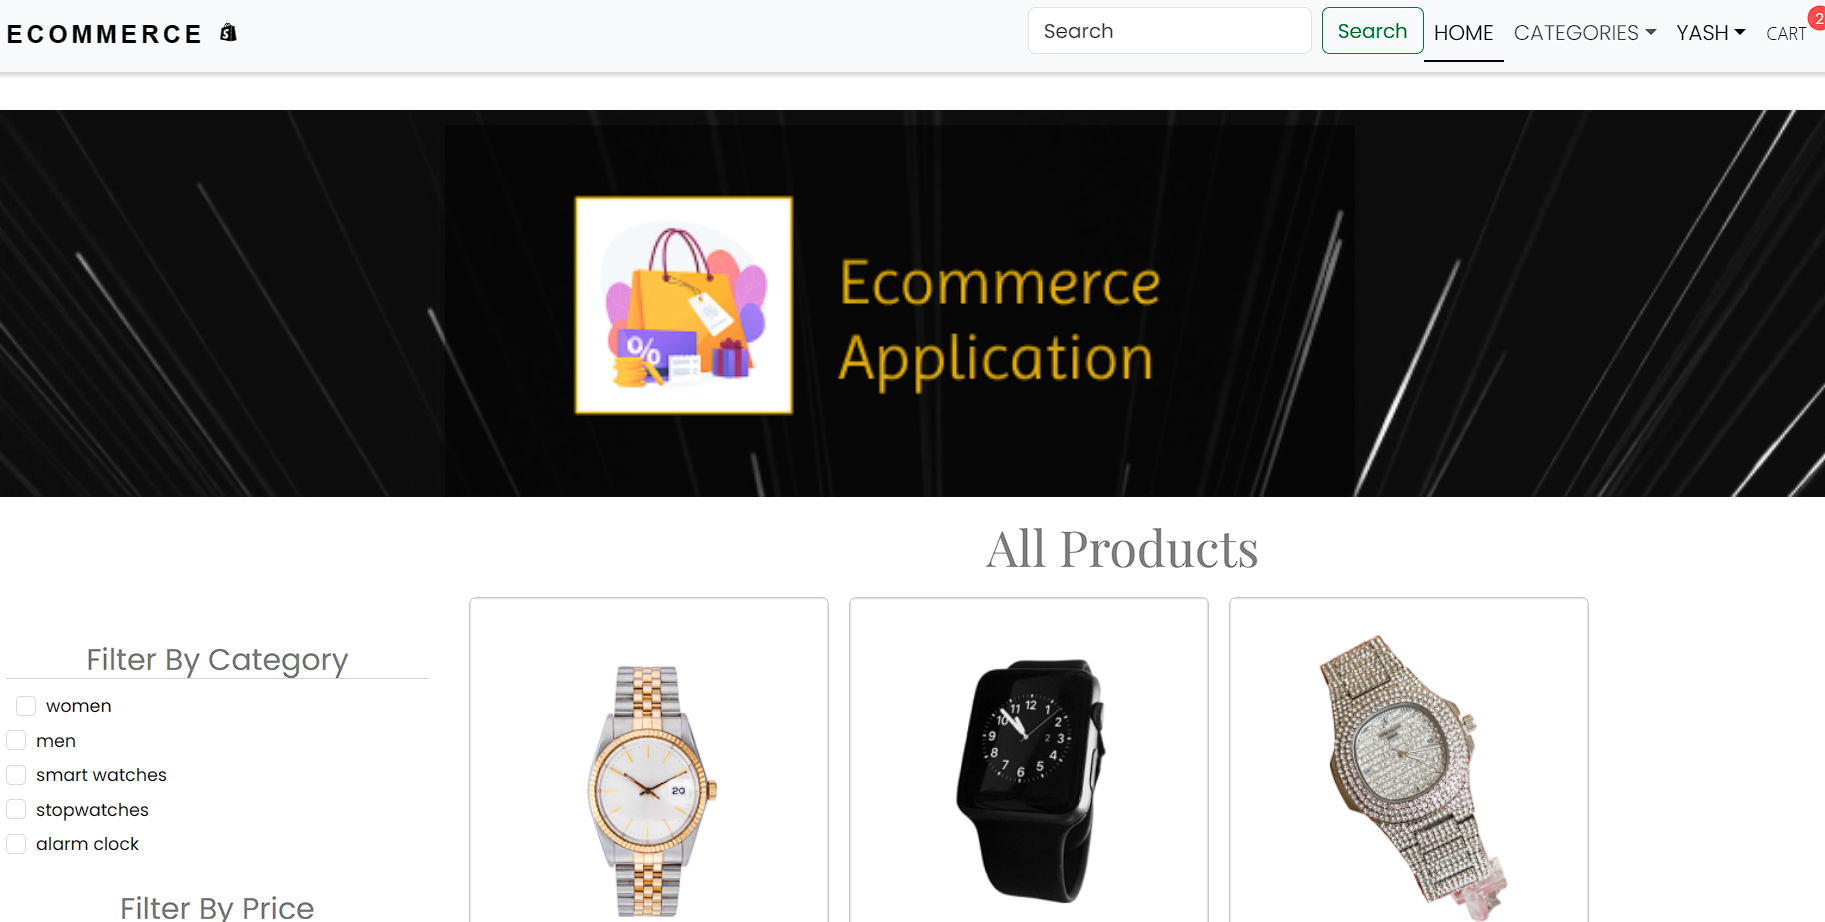 ECOMMERCE
Search Search HOME CATEGORIES YASH CART 2
%
Ecommerce
Application
All Products
Filter By Category
women
men
smart watches
stopwatches
alarm clock
Filter By Price
20
11 12 1
10 2
9 2 3
8 4
7 6 5